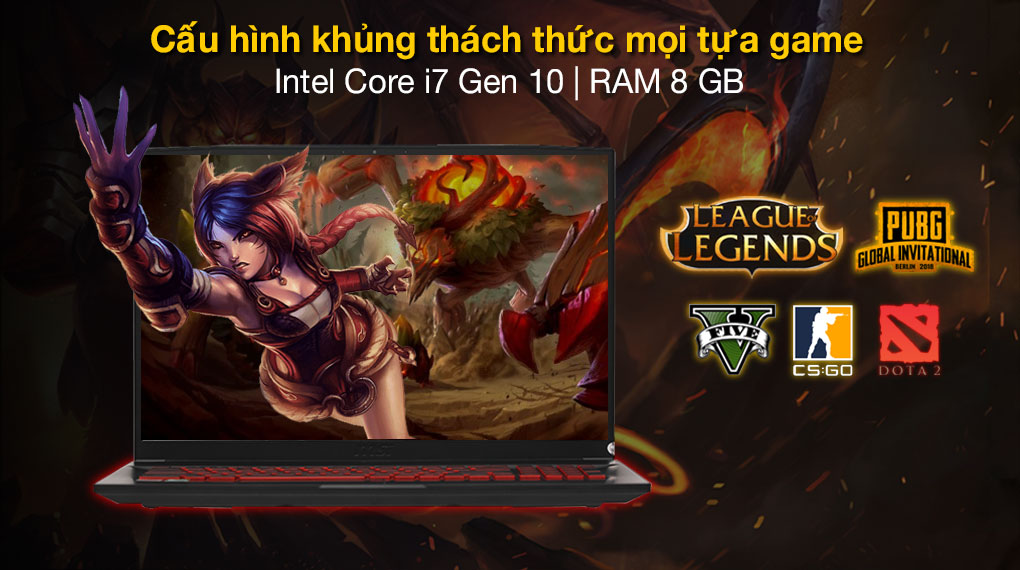 Cấu hình khủng thách thức mọi tựa game
Intel Core i7 Gen 10 | RAM 8 GB
LEAGUE OF
LEGENDS
PUBG
GLOBAL INVITATIONAL
BERLIN 2018
V
FIVE
CS:GO
DOTA 2
msi